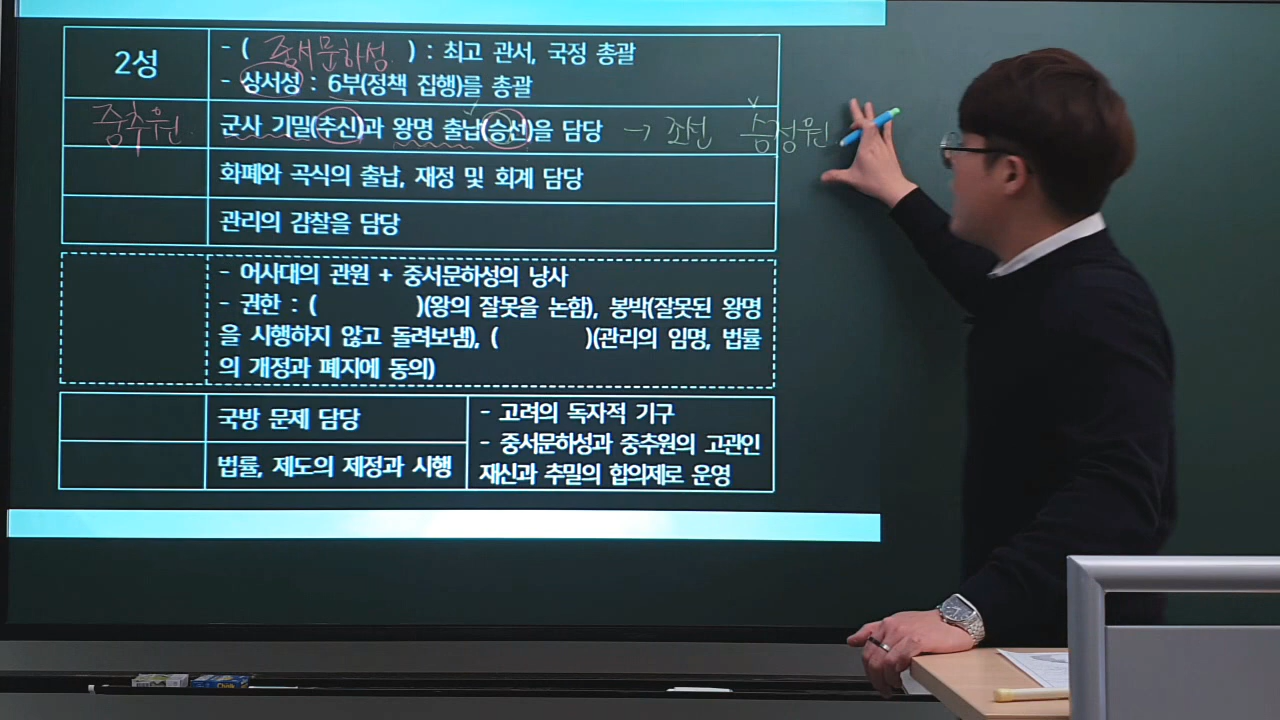 2성
- ( 중서문하성 ) : 최고 관서, 국정 총괄
- 상서성 : 6부(정책 집행)를 총괄
중추원
군사 기밀(추신)과 왕명 출납(승선)을 담당 → 조선 승정원
화폐와 곡식의 출납, 재정 및 회계 담당
관리의 감찰을 담당
- 어사대의 관원 + 중서문하성의 낭사
- 권한 : ( )(왕의 잘못을 논함), 봉박(잘못된 왕명
을 시행하지 않고 돌려보냄), ( )(관리의 임명, 법률
의 개정과 폐지에 동의)
국방 문제 담당
법률, 제도의 제정과 시행
- 고려의 독자적 기구
- 중서문하성과 중추원의 고관인
재신과 추밀의 합의제로 운영